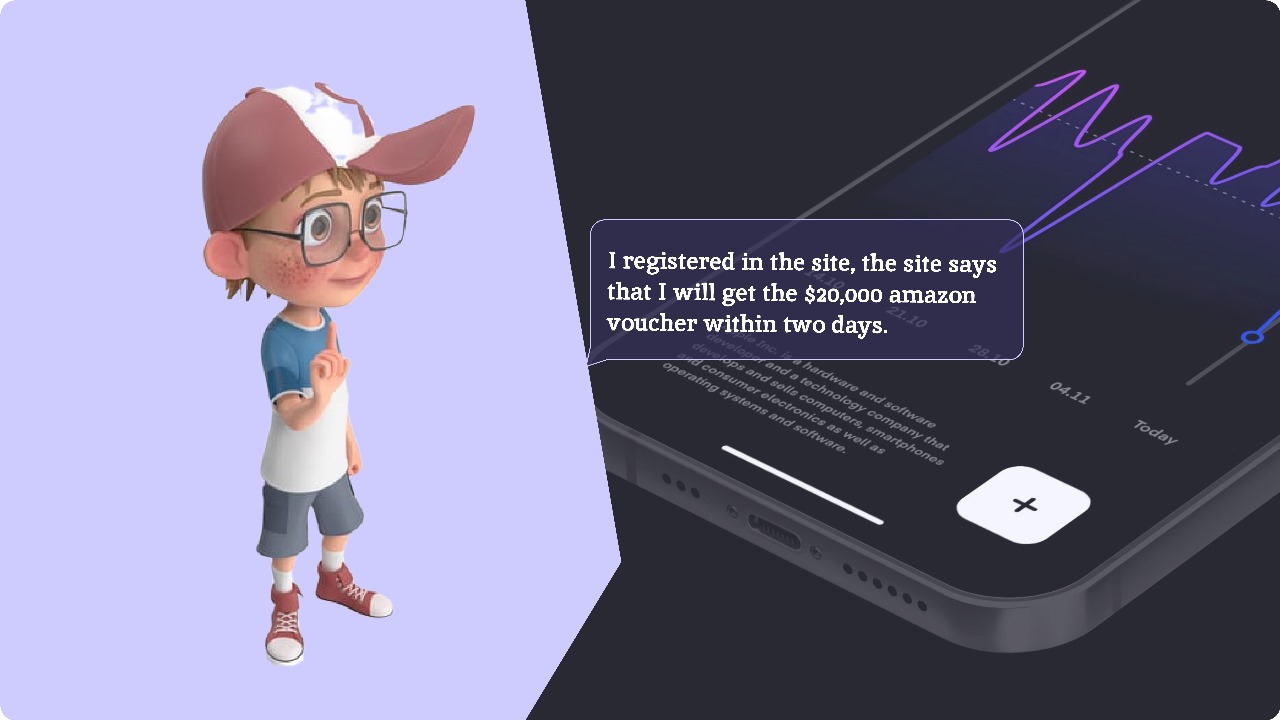 I registered in the site, the site says
that I will get the $20,000 amazon
voucher within two days.
14.10
21.10
28.10
04.11
Today
Inc. is a hardware and software
developer and a technology company that
develops and sells computers, smartphones
and consumer electronics as well as
operating systems and software.